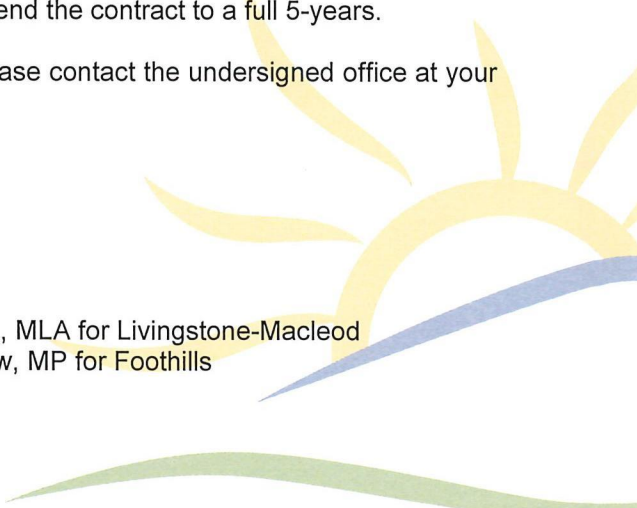 end the contract to a full 5-years.
ase contact the undersigned office at your
, MLA for Livingstone-Macleod
w, MP for Foothills